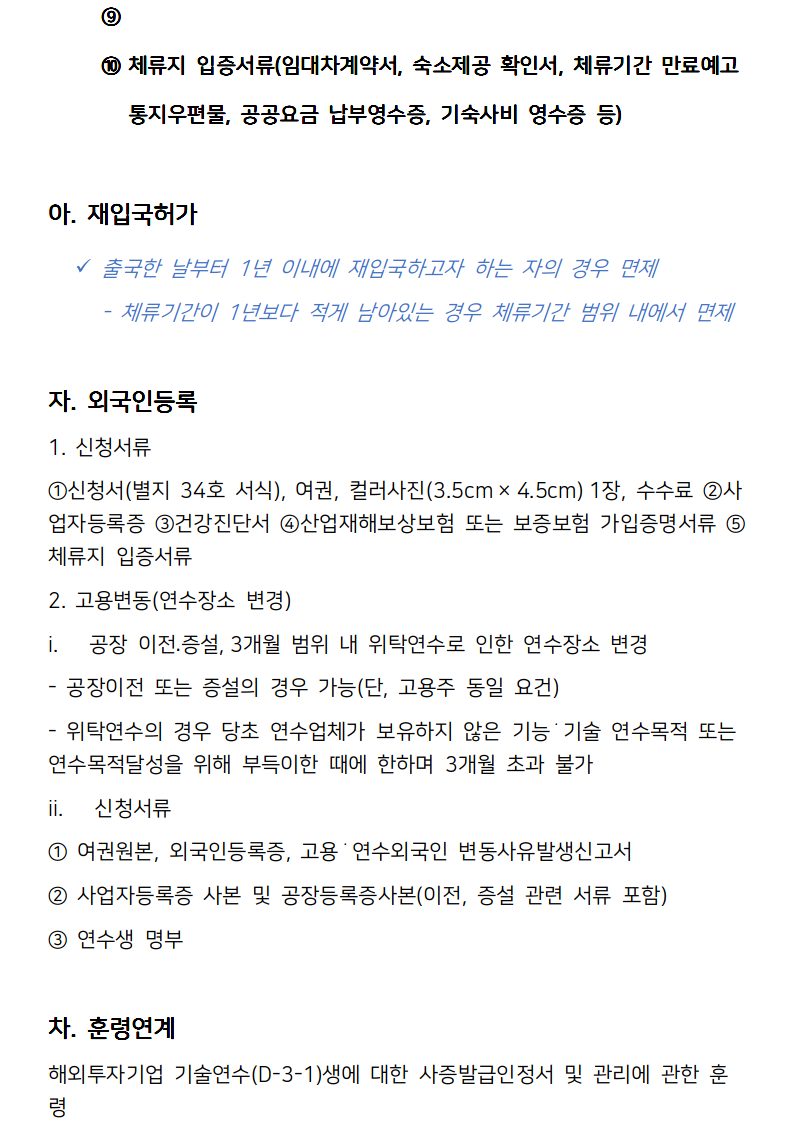 ⑨
⑩ 체류지 입증서류(임대차계약서, 숙소제공 확인서, 체류기간 만료예고
통지우편물, 공공요금 납부영수증, 기숙사비 영수증 등)
아. 재입국허가
✓ 출국한 날부터 1년 이내에 재입국하고자 하는 자의 경우 면제
- 체류기간이 1년보다 적게 남아있는 경우 체류기간 범위 내에서 면제
자. 외국인등록
1. 신청서류
①신청서(별지 34호 서식), 여권, 컬러사진(3.5cm × 4.5cm) 1장, 수수료 ②사
업자등록증 ③건강진단서 ④산업재해보상보험 또는 보증보험 가입증명서류 ⑤
체류지 입증서류
2. 고용변동(연수장소 변경)
i. 공장 이전·증설, 3개월 범위 내 위탁연수로 인한 연수장소 변경
- 공장이전 또는 증설의 경우 가능(단, 고용주 동일 요건)
- 위탁연수의 경우 당초 연수업체가 보유하지 않은 기능˙기술 연수목적 또는
연수목적달성을 위해 부득이한 때에 한하며 3개월 초과 불가
ii. 신청서류
① 여권원본, 외국인등록증, 고용˙연수외국인 변동사유발생신고서
② 사업자등록증 사본 및 공장등록증사본(이전, 증설 관련 서류 포함)
③ 연수생 명부
차. 훈령연계
해외투자기업 기술연수(D-3-1)생에 대한 사증발급인정서 및 관리에 관한 훈
령